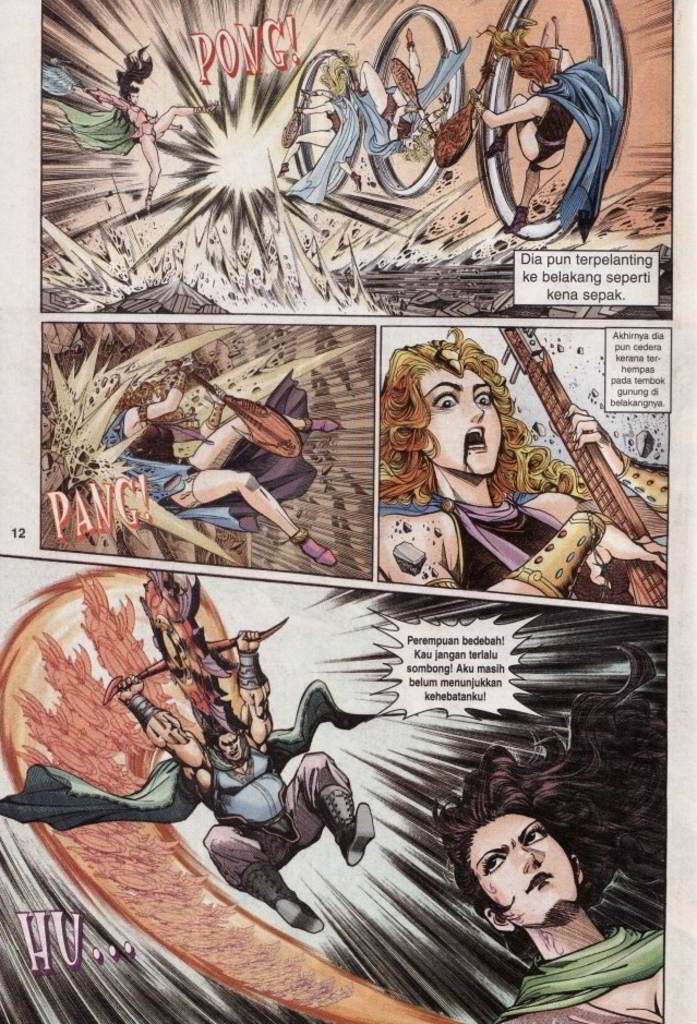 PONG!
Dia pun terpelanting
ke belakang seperti
kena sepak.
PANG!
Akhirnya dia
pun cedera
kerana ter-
hempas
pada tembok
gunung di
belakangnya.
12
Perempuan bedebah!
Kau jangan terlalu
sombong! Aku masih
belum menunjukkan
kehebatanku!
HU...